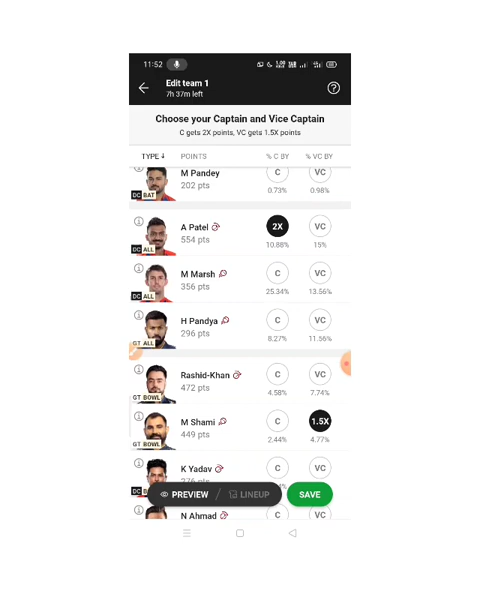 11:52
Edit team 1
7h 37m left
Choose your Captain and Vice Captain
C gets 2X points, VC gets 1.5X points
TYPE POINTS % C BY % VC BY
M Pandey C VC
202 pts
DC BAT 0.73% 0.98%
A Patel 2X VC
554 pts
DC ALL 10.88% 15%
M Marsh C VC
356 pts
DC ALL 25.34% 13.56%
H Pandya C VC
296 pts
GT ALL 8.27% 11.56%
Rashid-Khan C VC
472 pts
GT BOWL 4.58% 7.74%
M Shami C 1.5X
449 pts
GT BOWL 2.44% 4.77%
K Yadav C VC
276 pts
DC
PREVIEW / LINEUP SAVE
N Ahmad C VC